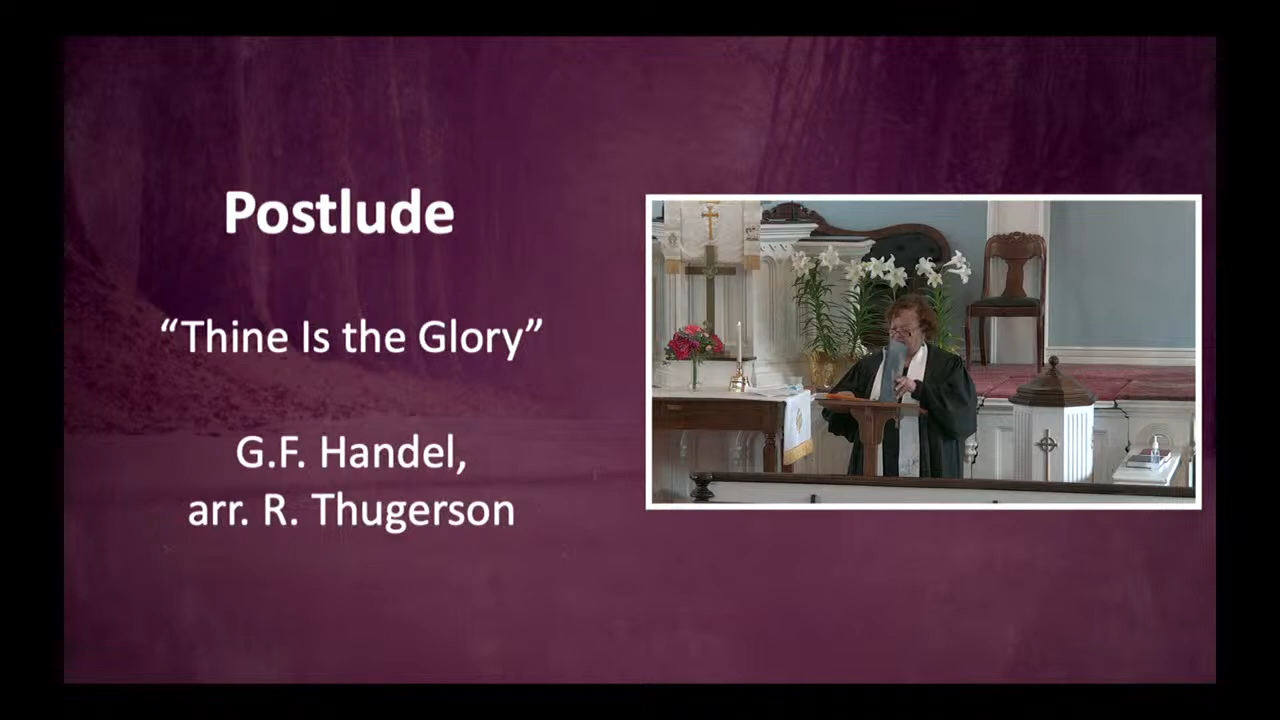 Postlude
“Thine Is the Glory”
G.F. Handel,
arr. R. Thugerson